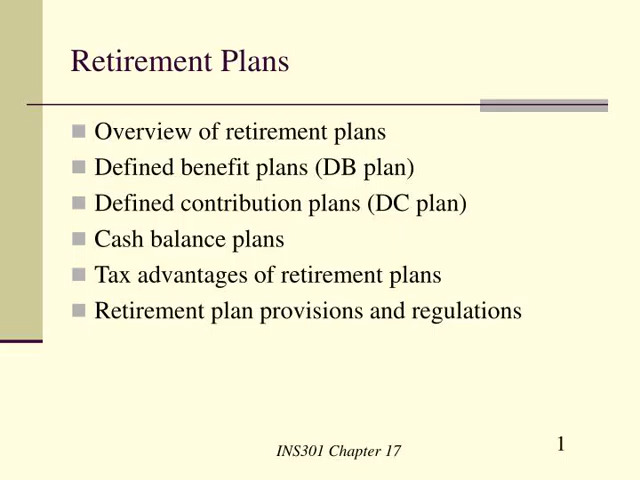 Retirement Plans
Overview of retirement plans
Defined benefit plans (DB plan)
Defined contribution plans (DC plan)
Cash balance plans
Tax advantages of retirement plans
Retirement plan provisions and regulations
INS301 Chapter 17
1